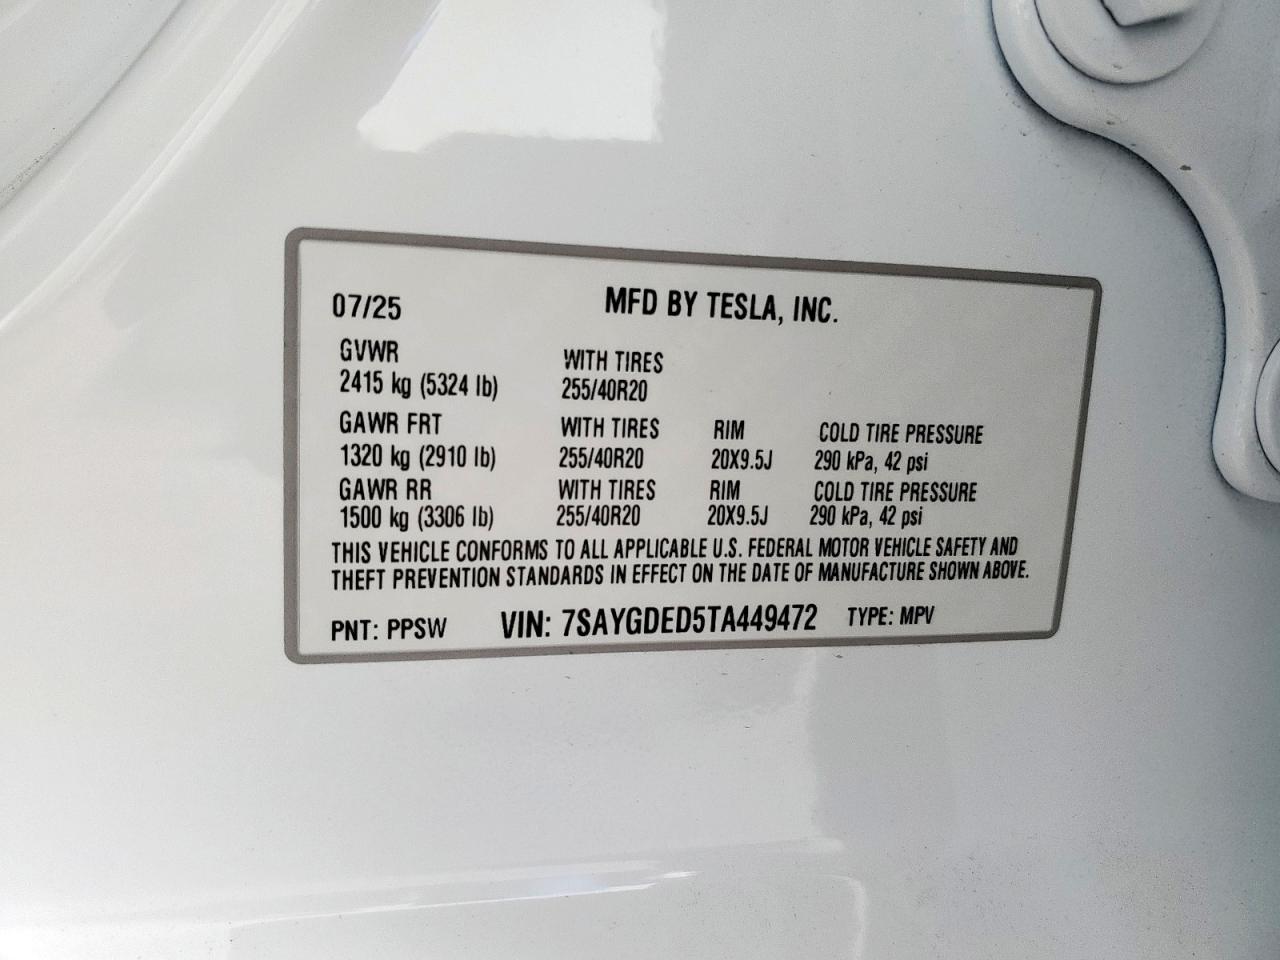 07/25 MFD BY TESLA, INC.
GVWR WITH TIRES
2415 kg (5324 lb) 255/40R20
GAWR FRT WITH TIRES RIM COLD TIRE PRESSURE
1320 kg (2910 lb) 255/40R20 20X9.5J 290 kPa, 42 psi
GAWR RR WITH TIRES RIM COLD TIRE PRESSURE
1500 kg (3306 lb) 255/40R20 20X9.5J 290 kPa, 42 psi
THIS VEHICLE CONFORMS TO ALL APPLICABLE U.S. FEDERAL MOTOR VEHICLE SAFETY AND
THEFT PREVENTION STANDARDS IN EFFECT ON THE DATE OF MANUFACTURE SHOWN ABOVE.
PNT: PPSW VIN: 7SAYGDED5TA449472 TYPE: MPV